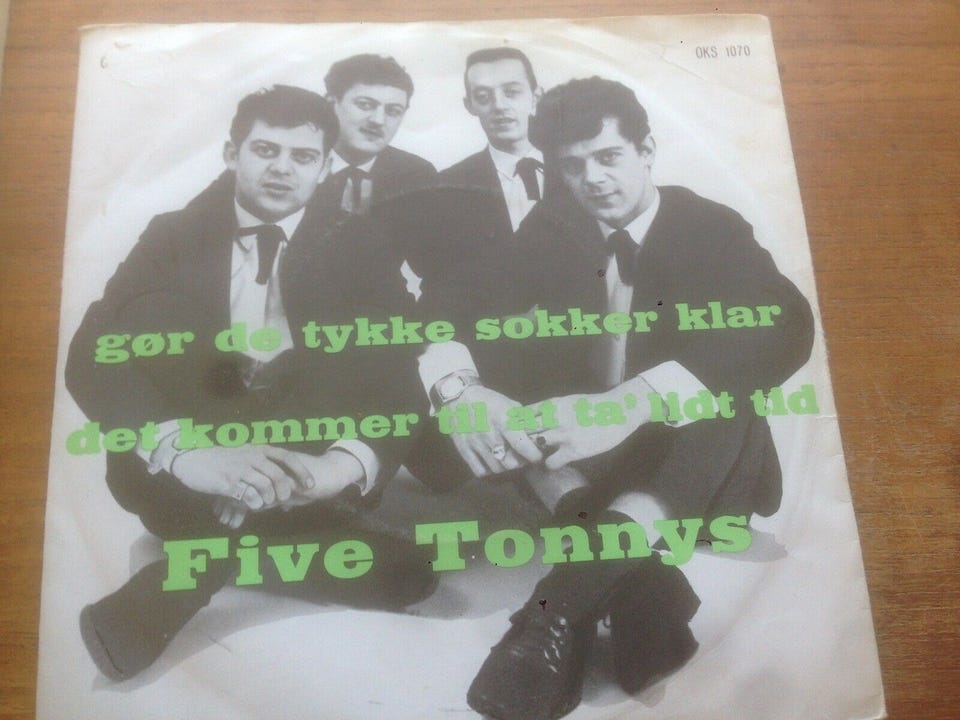 OKS 1070
gør de tykke sokker klar
det kommer til at ta' lidt tid
Five Tonnys